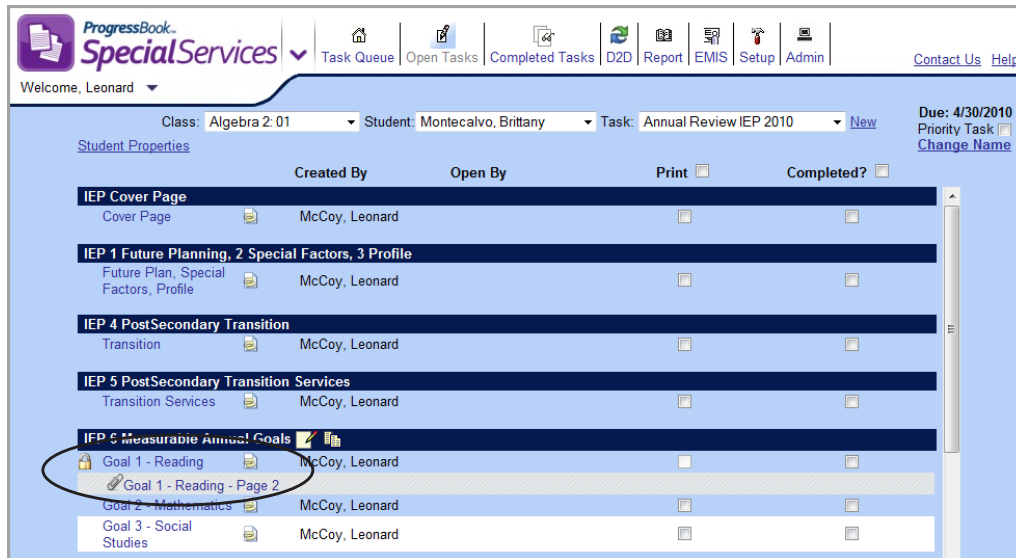 ProgressBook™
SpecialServices
Task Queue Open Tasks Completed Tasks D2D Report EMIS Setup Admin
Contact Us Help
Welcome, Leonard
Class: Algebra 2: 01 Student: Montecalvo, Brittany Task: Annual Review IEP 2010 New
Due: 4/30/2010
Priority Task
Change Name
Student Properties
Created By Open By Print Completed?
IEP Cover Page
Cover Page McCoy, Leonard
IEP 1 Future Planning, 2 Special Factors, 3 Profile
Future Plan, Special
Factors, Profile McCoy, Leonard
IEP 4 PostSecondary Transition
Transition McCoy, Leonard
IEP 5 PostSecondary Transition Services
Transition Services McCoy, Leonard
IEP 6 Measurable Annual Goals
Goal 1 - Reading McCoy, Leonard
Goal 1 - Reading - Page 2
Goal 2 - Mathematics McCoy, Leonard
Goal 3 - Social
Studies McCoy, Leonard